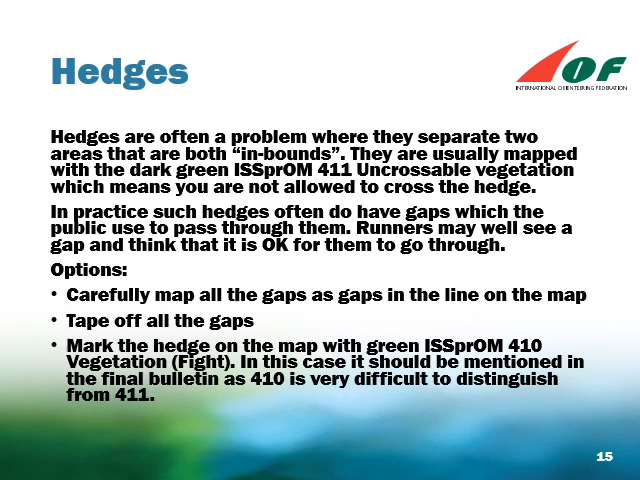 Hedges
IOF
INTERNATIONAL ORIENTEERING FEDERATION
Hedges are often a problem where they separate two
areas that are both “in-bounds”. They are usually mapped
with the dark green ISSprOM 411 Uncrossable vegetation
which means you are not allowed to cross the hedge.
In practice such hedges often do have gaps which the
public use to pass through them. Runners may well see a
gap and think that it is OK for them to go through.
Options:
• Carefully map all the gaps as gaps in the line on the map
• Tape off all the gaps
• Mark the hedge on the map with green ISSprOM 410
Vegetation (Fight). In this case it should be mentioned in
the final bulletin as 410 is very difficult to distinguish
from 411.
15